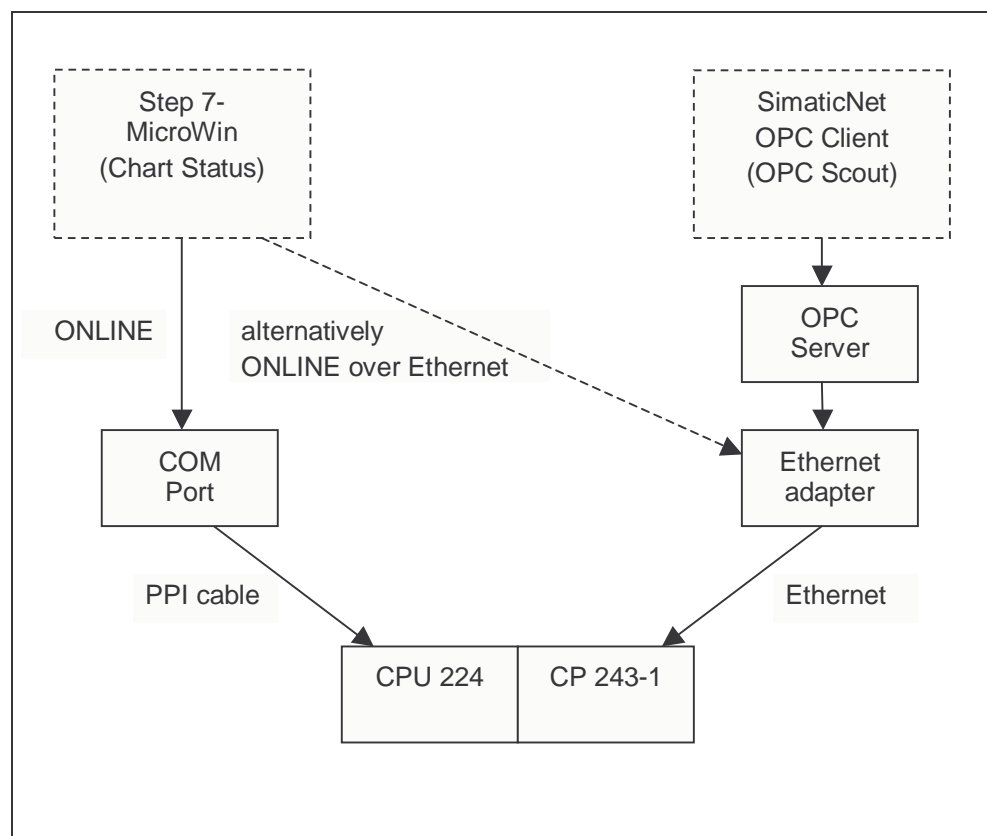 Step 7-
MicroWin
(Chart Status)
SimaticNet
OPC Client
(OPC Scout)
ONLINE
alternatively
ONLINE over Ethernet
OPC
Server
COM
Port
Ethernet
adapter
PPI cable
Ethernet
CPU 224
CP 243-1